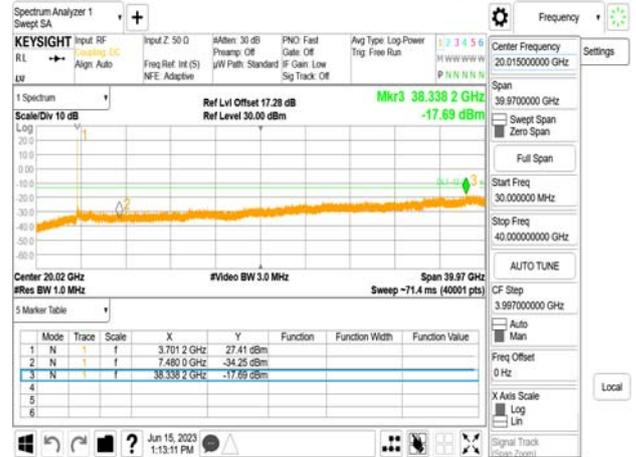 Spectrum Analyzer 1
Swept SA
Frequency
KEYSIGHT Input: RF Input Z: 50 Ω #Atten: 30 dB PNO: Fast Avg Type: Log-Power 1 2 3 4 5 6
RL Coupling: DC Preamp: Off Gate: Off Trig: Free Run M W W W W W
Align: Auto Freq Ref: Int (S) µW Path: Standard IF Gain: Low
NFE: Adaptive Sig Track: Off P N N N N N
1 Spectrum
Ref Lvl Offset 17.28 dB
Mkr3 38.338 2 GHz
Scale/Div 10 dB
Ref Level 30.00 dBm
-17.69 dBm
Log
1
20.0
10.0
0.00
-10.0
3
-20.0
2
-30.0
-40.0
-50.0
-60.0
Center 20.02 GHz #Video BW 3.0 MHz Span 39.97 GHz
#Res BW 1.0 MHz Sweep ~71.4 ms (40001 pts)
5 Marker Table
Mode Trace Scale X Y Function Function Width Function Value
1 N 1 f 3.701 2 GHz 27.41 dBm
2 N 1 f 7.480 0 GHz -34.25 dBm
3 N 1 f 38.338 2 GHz -17.69 dBm
4
5
6
Jun 15, 2023
1:13:11 PM
?
Center Frequency
20.015000000 GHz
Settings
Span
39.9700000 GHz
Swept Span
Zero Span
Full Span
Start Freq
30.000000 MHz
Stop Freq
40.000000000 GHz
AUTO TUNE
CF Step
3.997000000 GHz
Auto
Man
Freq Offset
0 Hz
X Axis Scale
Log
Lin
Signal Track
(Span Zoom)
Local